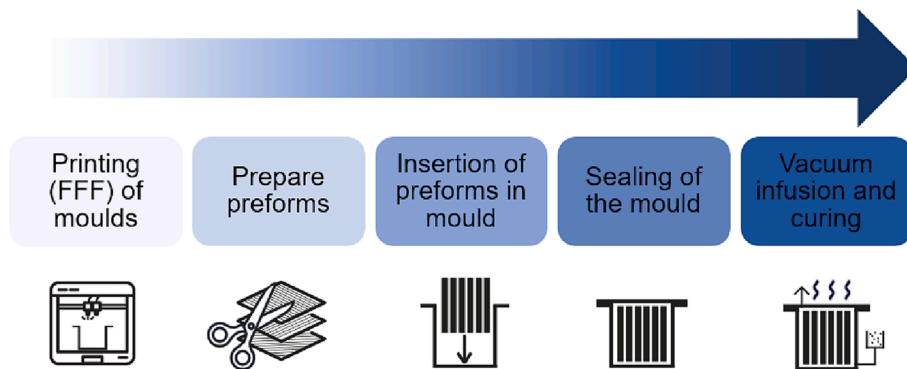 Printing
(FFF) of
moulds
Prepare
preforms
Insertion of
preforms in
mould
Sealing of
the mould
Vacuum
infusion and
curing